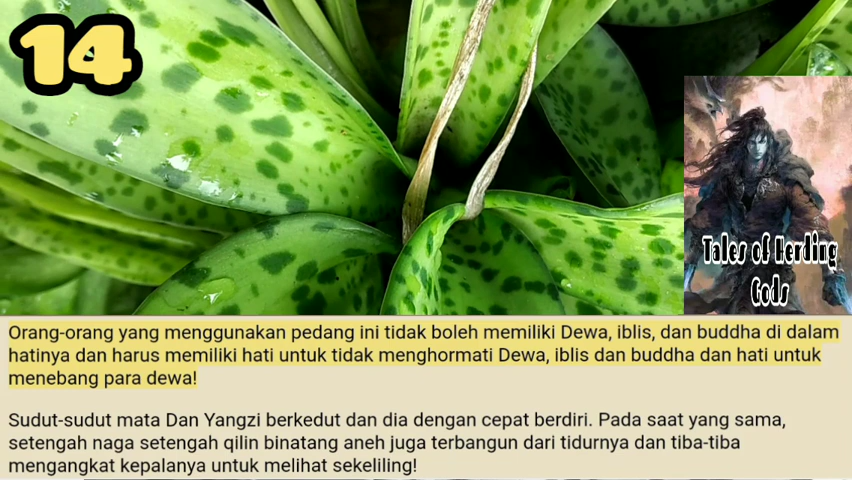 14
Tales of Herding
Gods
Orang-orang yang menggunakan pedang ini tidak boleh memiliki Dewa, iblis, dan buddha di dalam
hatinya dan harus memiliki hati untuk tidak menghormati Dewa, iblis dan buddha dan hati untuk
menebang para dewa!
Sudut-sudut mata Dan Yangzi berkedut dan dia dengan cepat berdiri. Pada saat yang sama,
setengah naga setengah qilin binatang aneh juga terbangun dari tidurnya dan tiba-tiba
mengangkat kepalanya untuk melihat sekeliling!